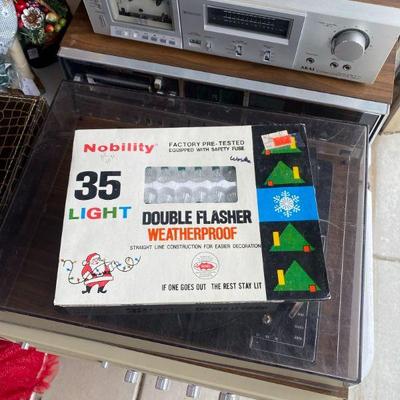 AKAI
Nobility
FACTORY PRE-TESTED
EQUIPPED WITH SAFETY FUSE
Works
35
LIGHT
DOUBLE FLASHER
WEATHERPROOF
STRAIGHT LINE CONSTRUCTION FOR EASIER DECORATION
IF ONE GOES OUT THE REST STAY LIT